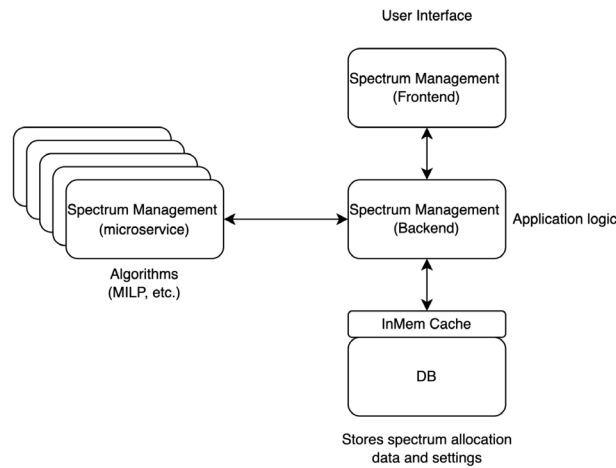 User Interface
Spectrum Management
(Frontend)
Spectrum Management
(microservice)
Spectrum Management
(Backend)
Application logic
Algorithms
(MILP, etc.)
InMem Cache
DB
Stores spectrum allocation
data and settings